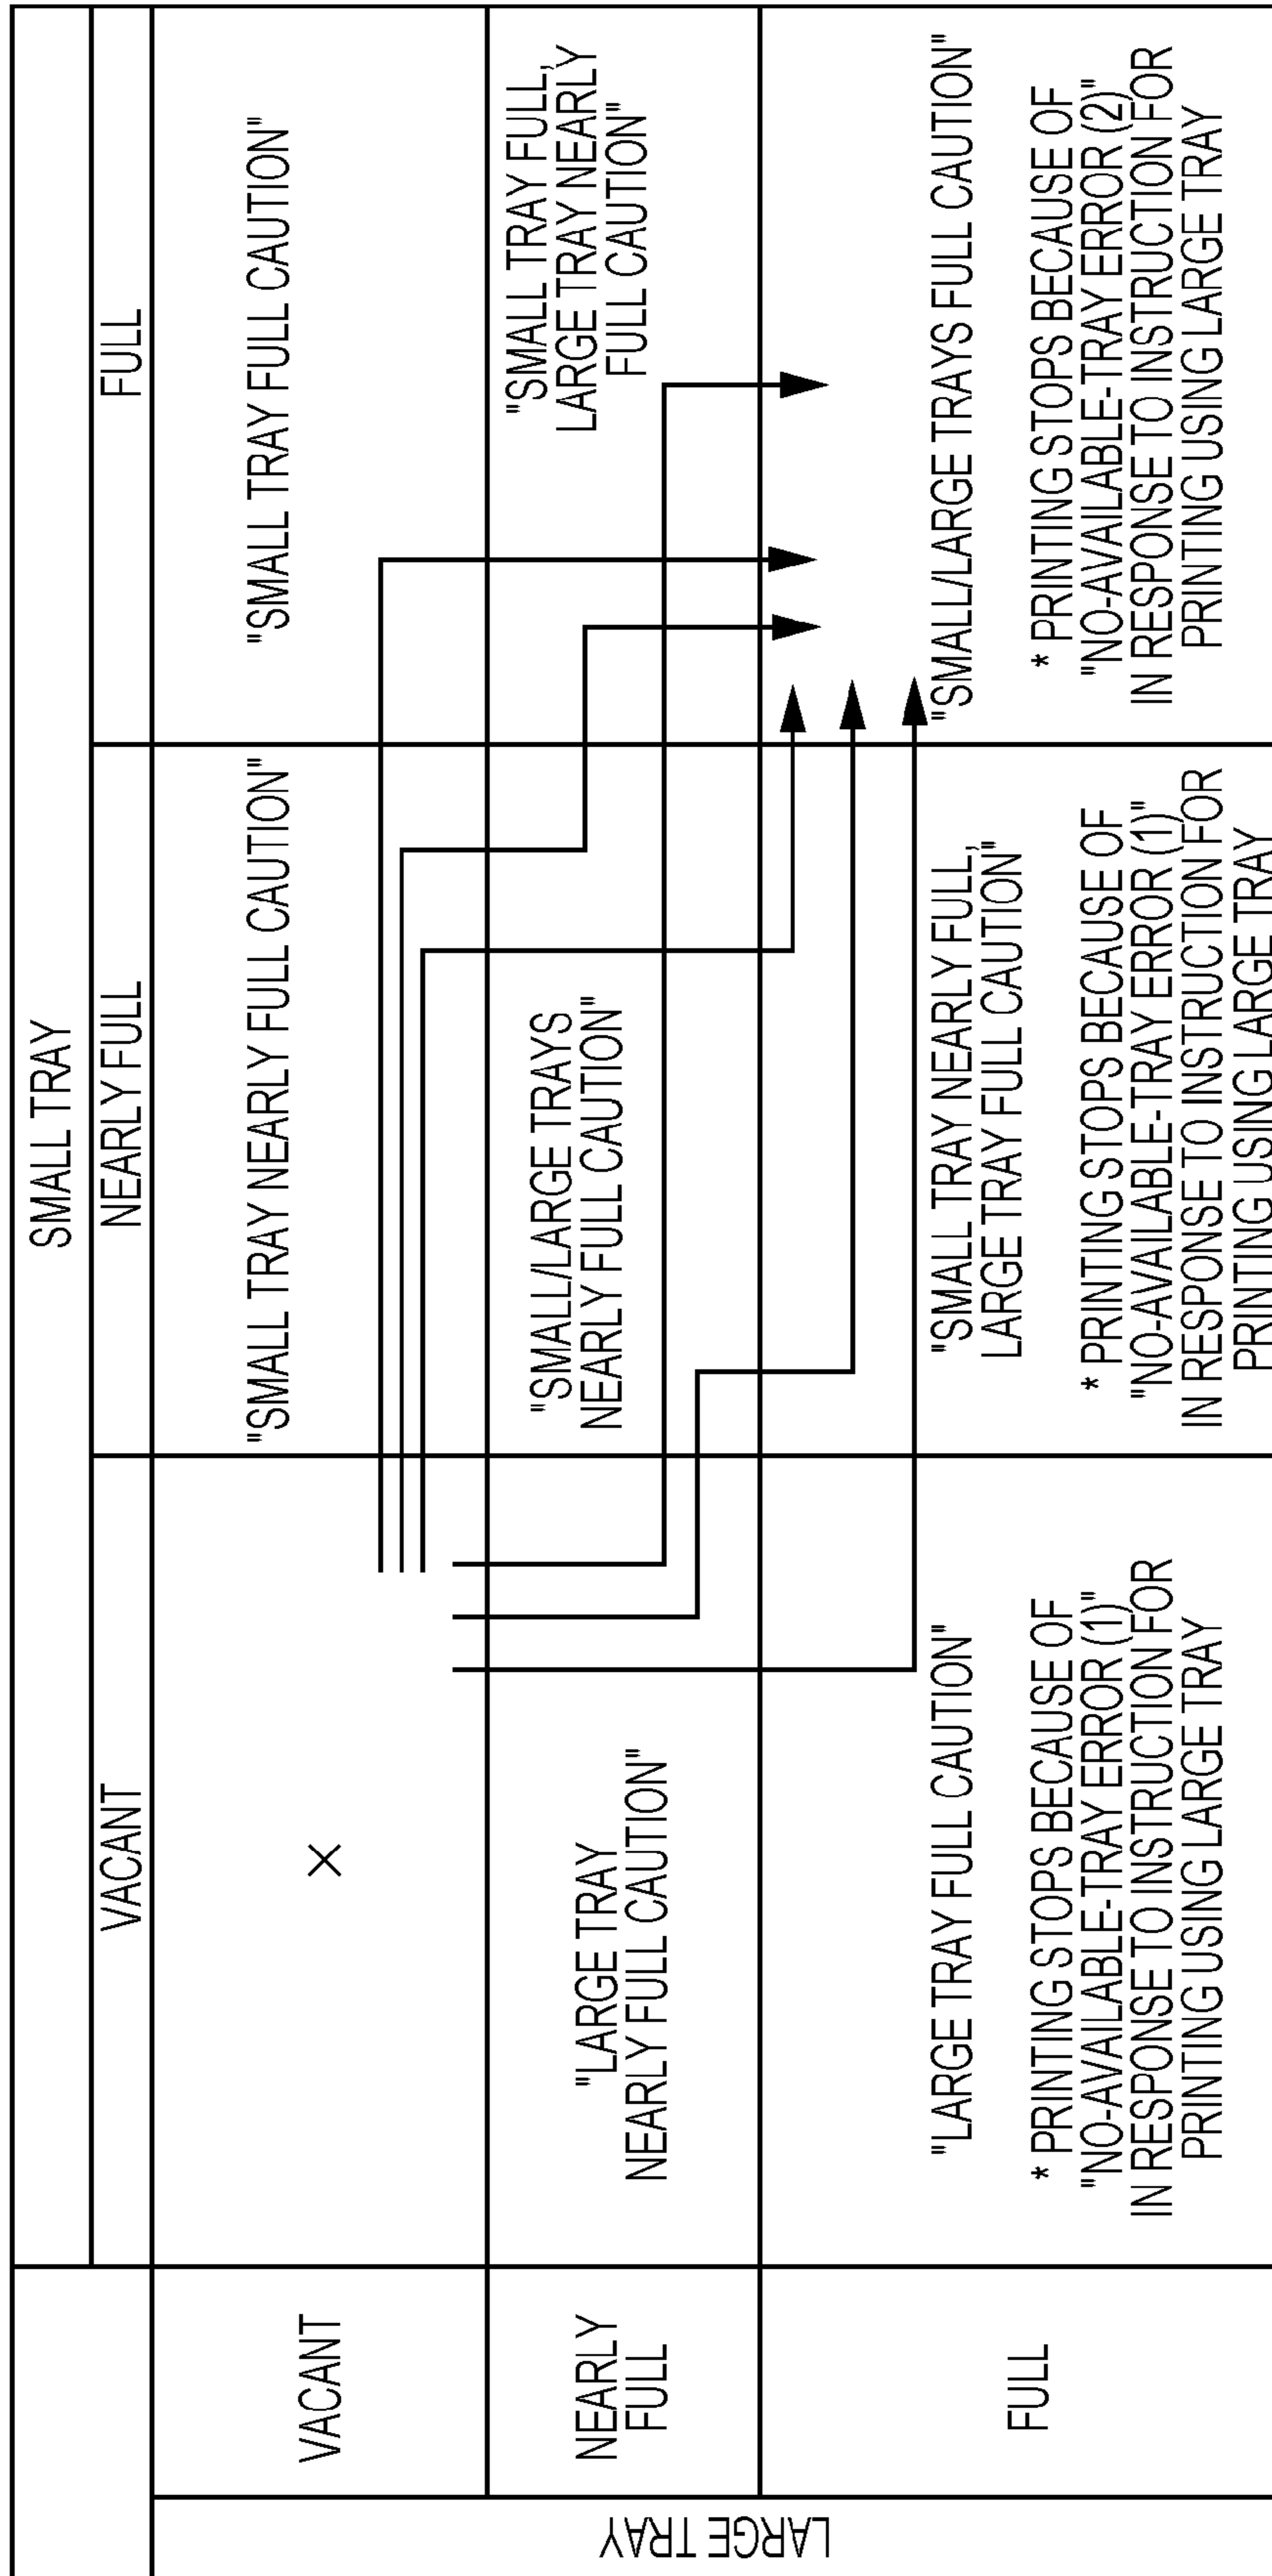 SMALL TRAY
VACANT
NEARLY FULL
FULL
LARGE TRAY
VACANT
×
"SMALL TRAY NEARLY FULL CAUTION"
"SMALL TRAY FULL CAUTION"
NEARLY
FULL
"LARGE TRAY
NEARLY FULL CAUTION"
"SMALL/LARGE TRAYS
NEARLY FULL CAUTION"
"SMALL TRAY FULL,
LARGE TRAY NEARLY
FULL CAUTION"
FULL
"LARGE TRAY FULL CAUTION"
* PRINTING STOPS BECAUSE OF
"NO-AVAILABLE-TRAY ERROR (1)"
IN RESPONSE TO INSTRUCTION FOR
PRINTING USING LARGE TRAY
"SMALL TRAY NEARLY FULL,
LARGE TRAY FULL CAUTION"
* PRINTING STOPS BECAUSE OF
"NO-AVAILABLE-TRAY ERROR (1)"
IN RESPONSE TO INSTRUCTION FOR
PRINTING USING LARGE TRAY
"SMALL/LARGE TRAYS FULL CAUTION"
* PRINTING STOPS BECAUSE OF
"NO-AVAILABLE-TRAY ERROR (2)"
IN RESPONSE TO INSTRUCTION FOR
PRINTING USING LARGE TRAY